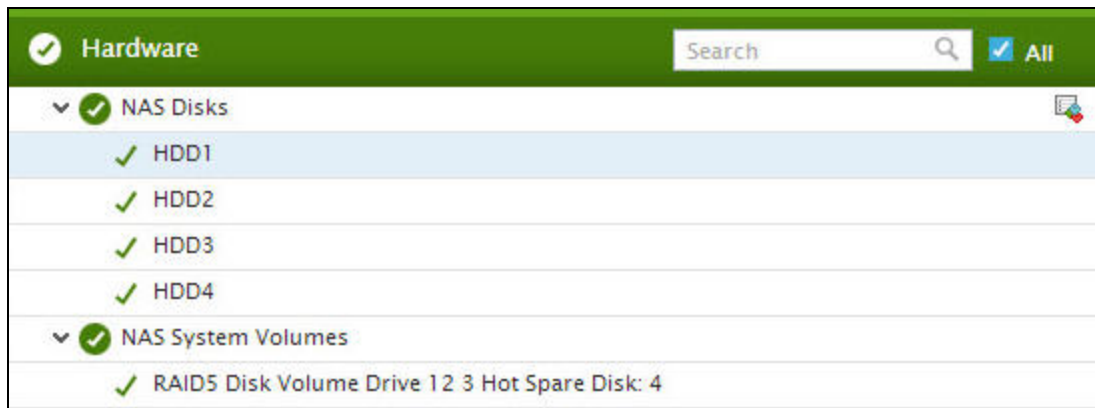 Hardware
Search
All
NAS Disks
HDD1
HDD2
HDD3
HDD4
NAS System Volumes
RAID5 Disk Volume Drive 12 3 Hot Spare Disk: 4